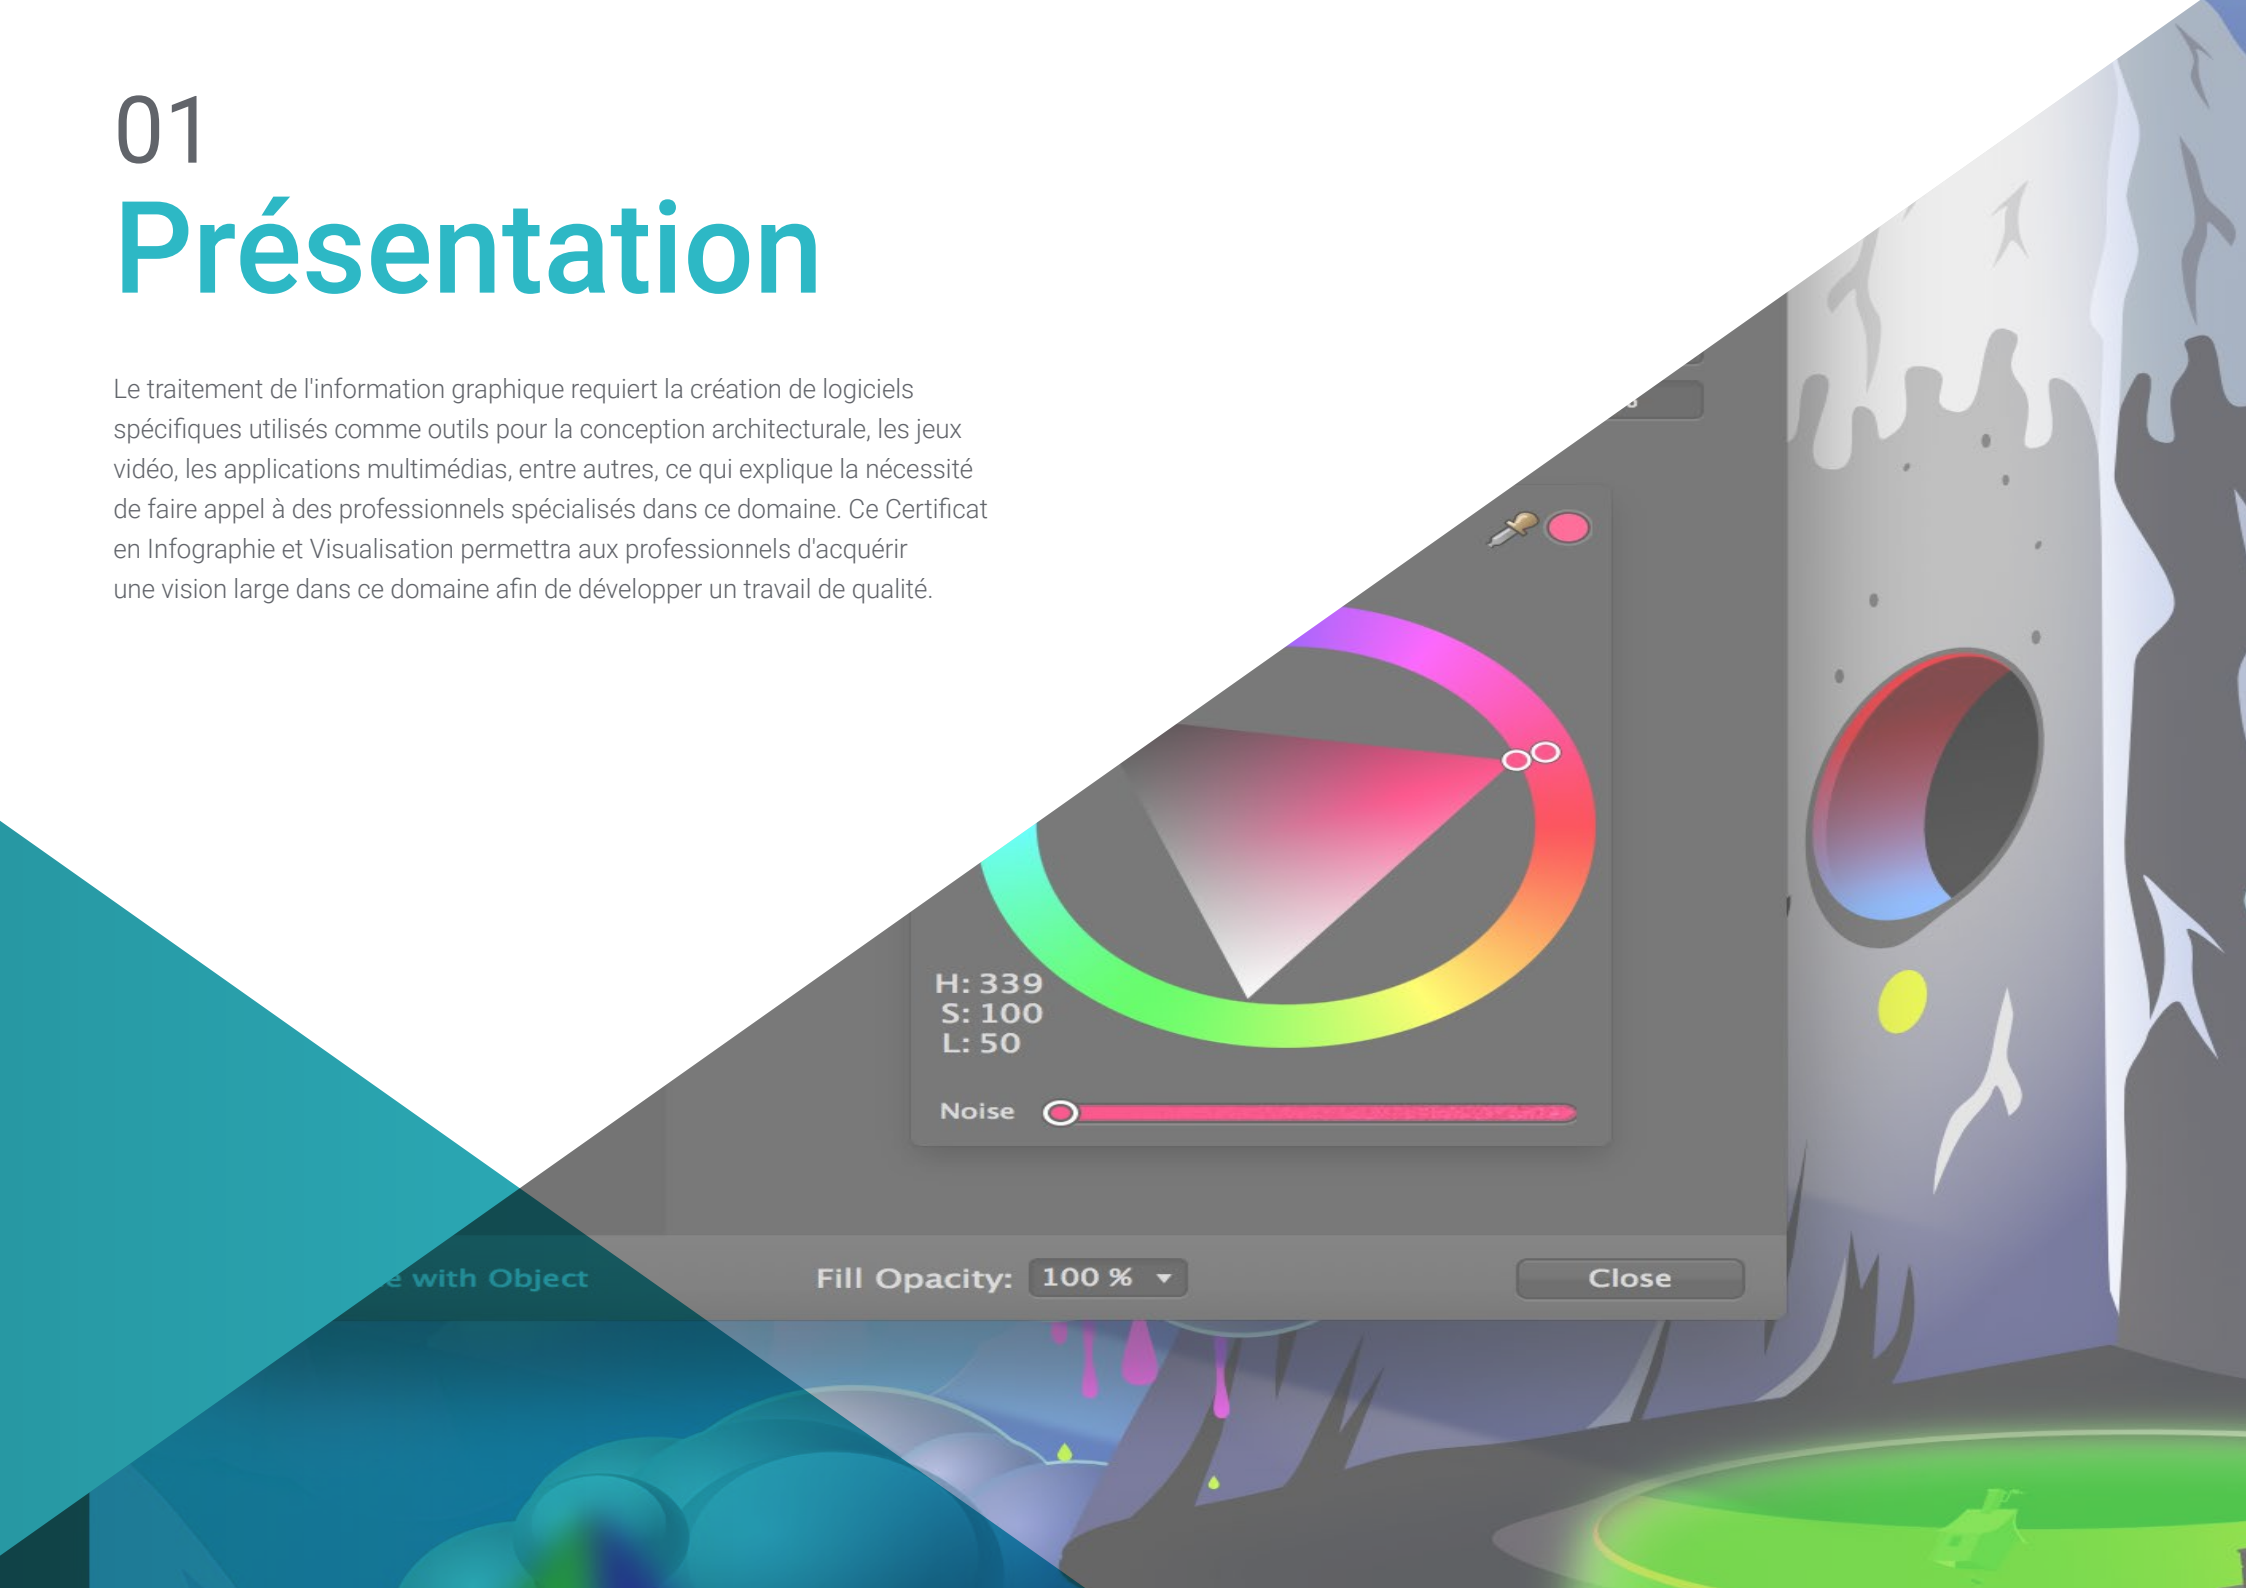 01
Présentation
Le traitement de l'information graphique requiert la création de logiciels
spécifiques utilisés comme outils pour la conception architecturale, les jeux
vidéo, les applications multimédias, entre autres, ce qui explique la nécessité
de faire appel à des professionnels spécialisés dans ce domaine. Ce Certificat
en Infographie et Visualisation permettra aux professionnels d'acquérir
une vision large dans ce domaine afin de développer un travail de qualité.
H: 339
S: 100
L: 50
Noise
with Object
Fill Opacity: 100 %
Close